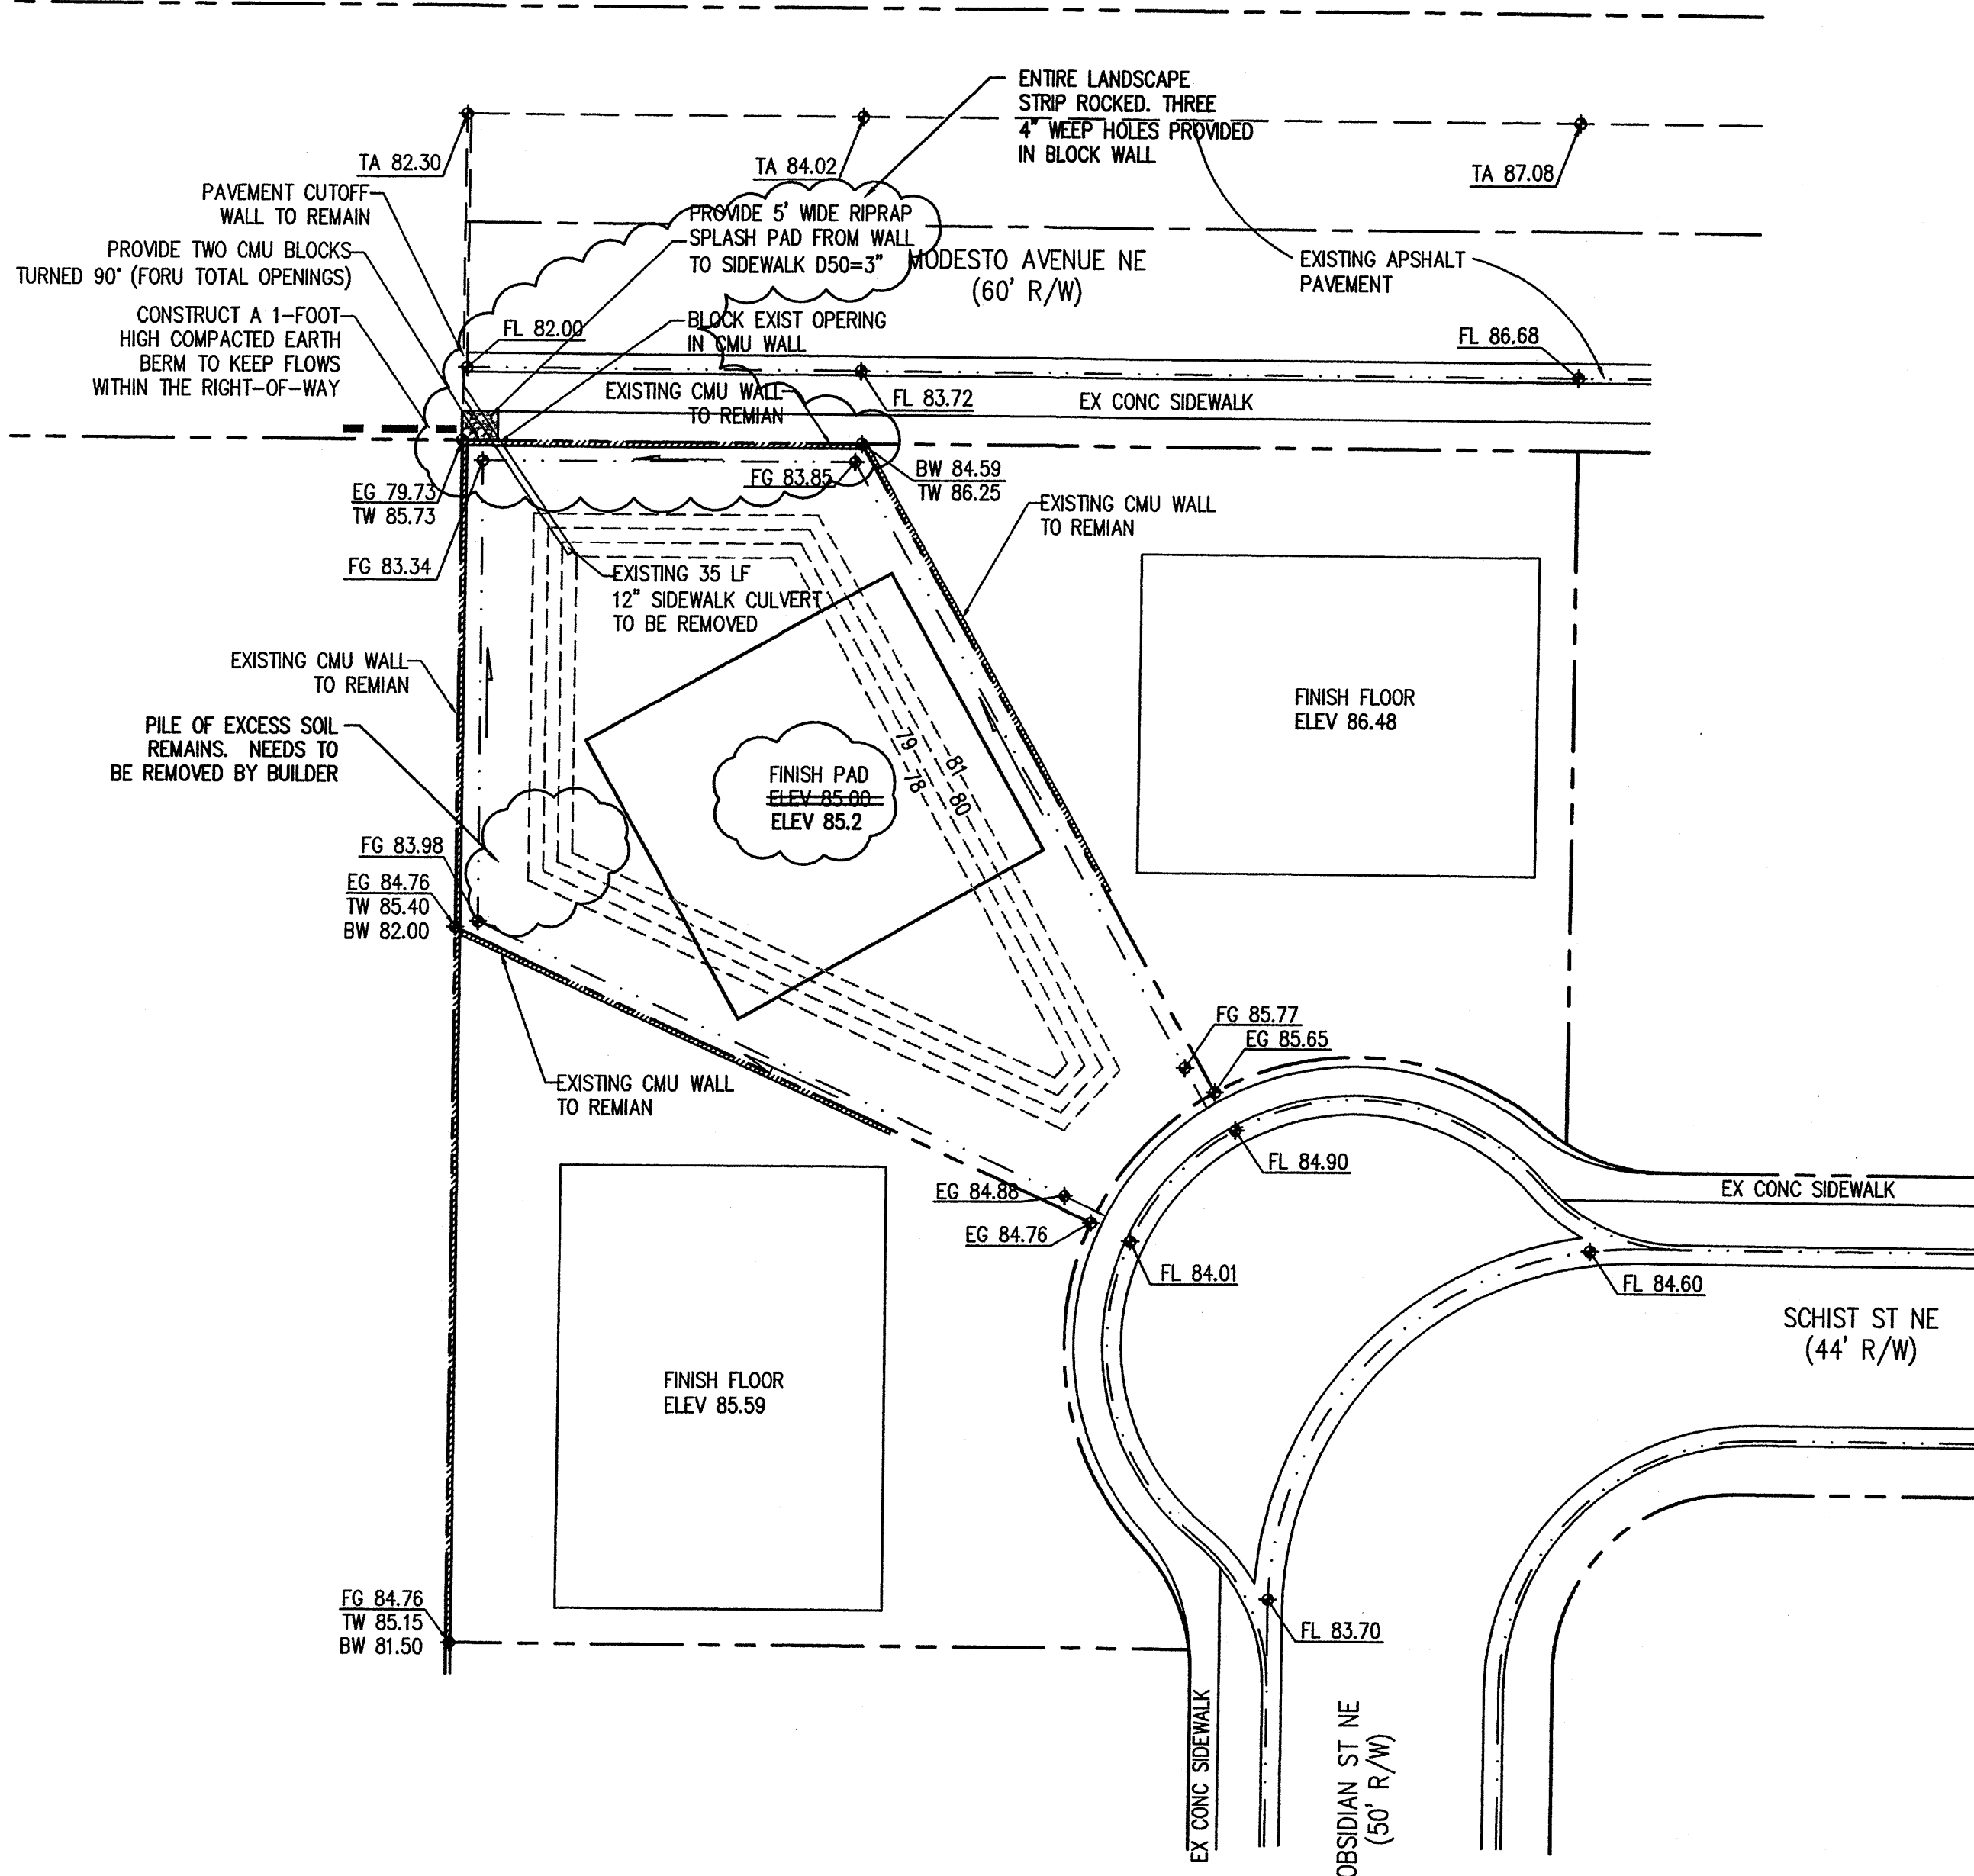 ENTIRE LANDSCAPE
STRIP ROCKED. THREE
4" WEEP HOLES PROVIDED
IN BLOCK WALL
TA 82.30
TA 84.02
TA 87.08
PAVEMENT CUTOFF
WALL TO REMAIN
PROVIDE 5' WIDE RIPRAP
SPLASH PAD FROM WALL
TO SIDEWALK D50=3"
PROVIDE TWO CMU BLOCKS
TURNED 90° (FORU TOTAL OPENINGS)
MODESTO AVENUE NE
(60' R/W)
EXISTING APSHALT
PAVEMENT
CONSTRUCT A 1-FOOT
HIGH COMPACTED EARTH
BERM TO KEEP FLOWS
WITHIN THE RIGHT-OF-WAY
FL 82.00
BLOCK EXIST OPERING
IN CMU WALL
FL 86.68
EXISTING CMU WALL
TO REMIAN
FL 83.72
EX CONC SIDEWALK
EG 79.73
TW 85.73
FG 83.85
BW 84.59
TW 86.25
EXISTING CMU WALL
TO REMIAN
FG 83.34
EXISTING 35 LF
12" SIDEWALK CULVERT
TO BE REMOVED
EXISTING CMU WALL
TO REMIAN
PILE OF EXCESS SOIL
REMAINS. NEEDS TO
BE REMOVED BY BUILDER
FINISH FLOOR
ELEV 86.48
79
78
81
80
FINISH PAD
ELEV 85.00
ELEV 85.2
FG 83.98
EG 84.76
TW 85.40
BW 82.00
EXISTING CMU WALL
TO REMIAN
FG 85.77
EG 85.65
FL 84.90
EG 84.88
EG 84.76
EX CONC SIDEWALK
FL 84.01
FL 84.60
SCHIST ST NE
(44' R/W)
FINISH FLOOR
ELEV 85.59
FG 84.76
TW 85.15
BW 81.50
FL 83.70
EX CONC SIDEWALK
OBSIDIAN ST NE
(50' R/W)